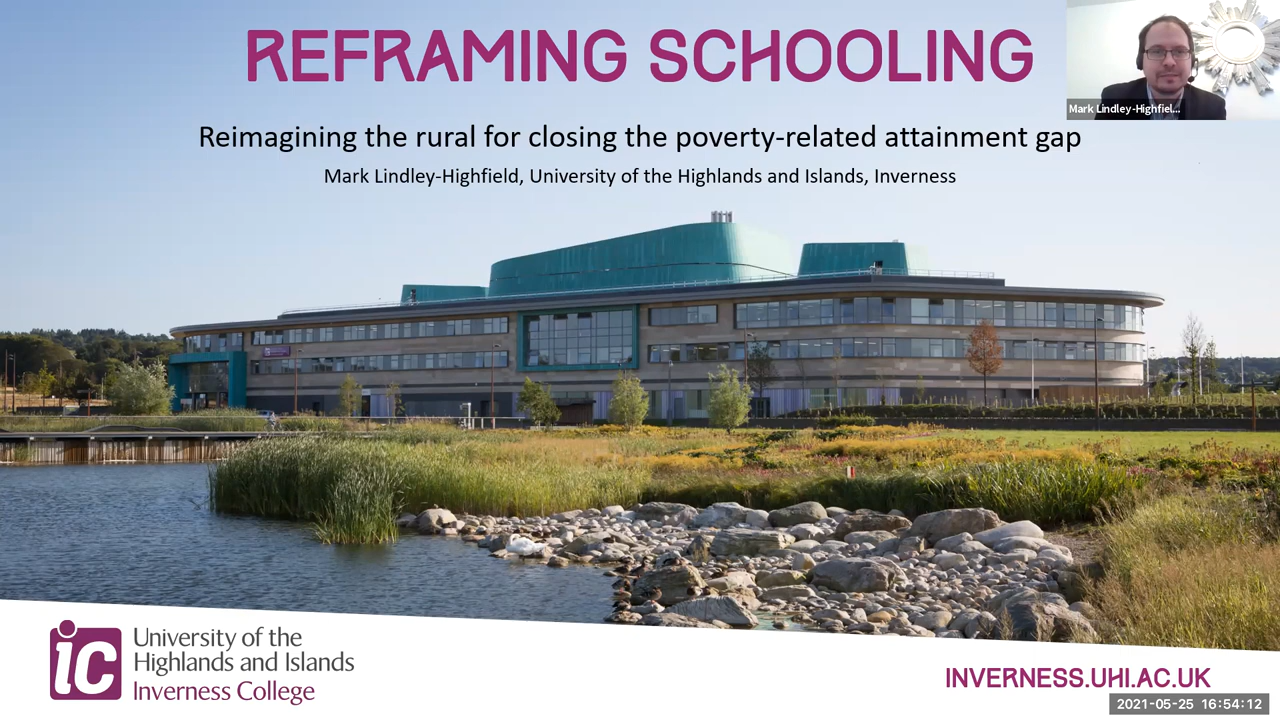 REFRAMING SCHOOLING
Mark Lindley-Highfiel...
Reimagining the rural for closing the poverty-related attainment gap
Mark Lindley-Highfield, University of the Highlands and Islands, Inverness
ic
University of the
Highlands and Islands
Inverness College
INVERNESS.UHI.AC.UK
2021-05-25 16:54:12